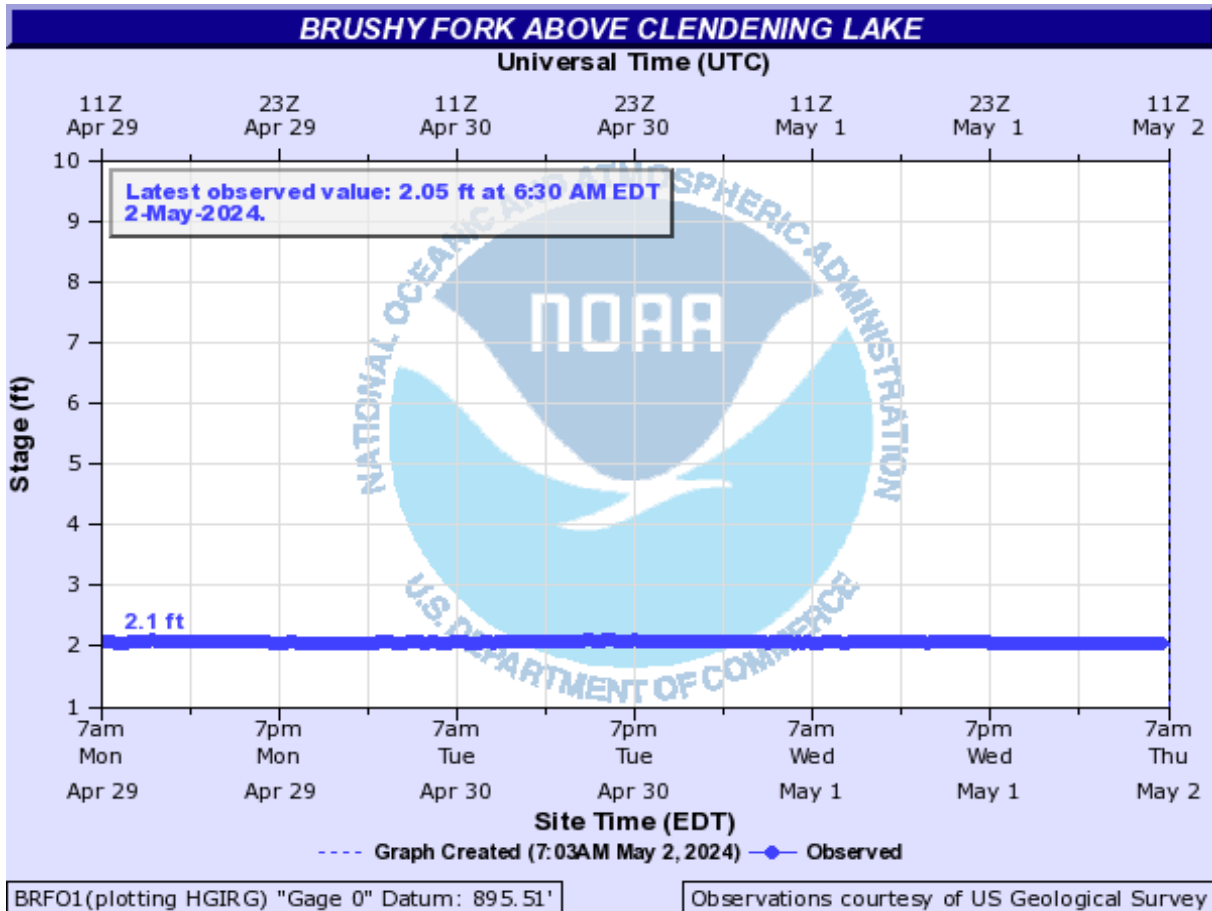 BRUSHY FORK ABOVE CLENDENING LAKE
Universal Time (UTC)
11Z 23Z 11Z 23Z 11Z 23Z 11Z
Apr 29 Apr 29 Apr 30 Apr 30 May 1 May 1 May 2
Latest observed value: 2.05 ft at 6:30 AM EDT
2-May-2024.
NATIONAL OCEANIC AND ATMOSPHERIC ADMINISTRATION
NOAA
U.S. DEPARTMENT OF COMMERCE
Stage (ft)
10
9
8
7
6
5
4
3
2
1
2.1 ft
7am 7pm 7am 7pm 7am 7pm 7am
Mon Mon Tue Tue Wed Wed Thu
Apr 29 Apr 29 Apr 30 Apr 30 May 1 May 1 May 2
Site Time (EDT)
Graph Created (7:03AM May 2, 2024) Observed
BRFO1(plotting HGIRG) "Gage 0" Datum: 895.51' Observations courtesy of US Geological Survey